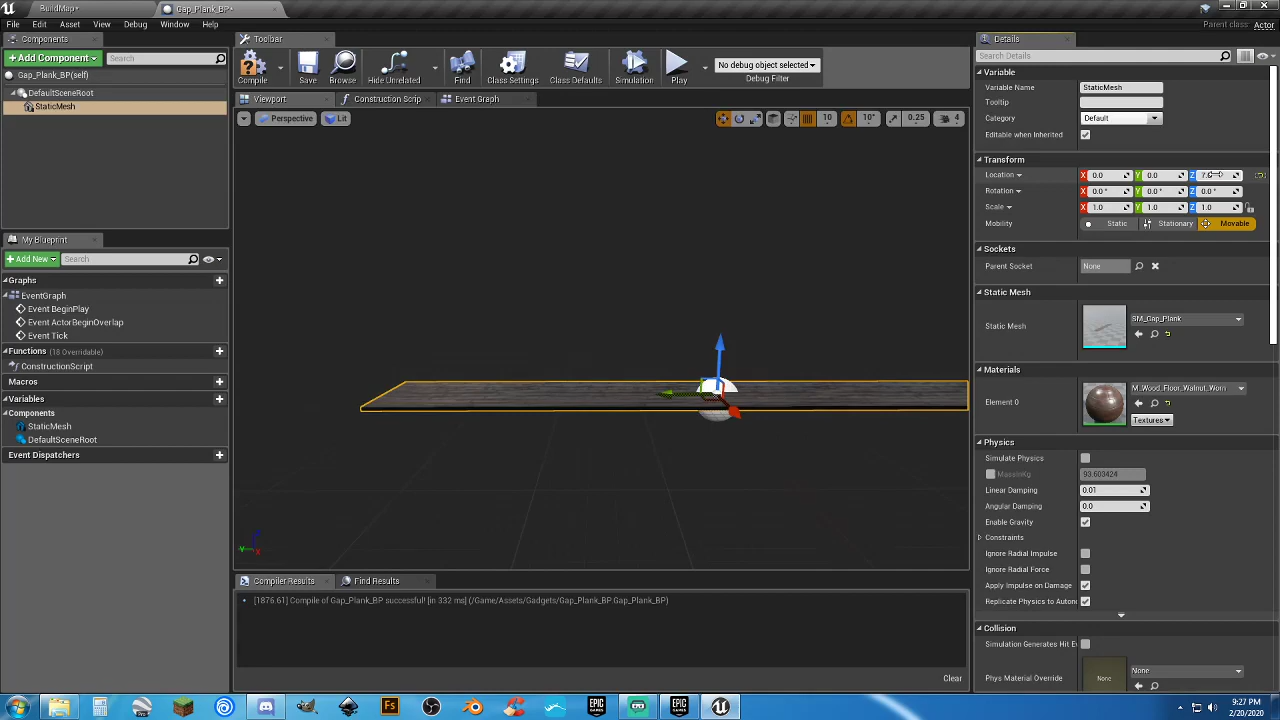 BuildMap*
Gap_Plank_BP*
File Edit Asset View Debug Window Help
Parent class: Actor
Components
+ Add Component
Search
Gap_Plank_BP(self)
DefaultSceneRoot
StaticMesh
My Blueprint
+ Add New
Search
Graphs
EventGraph
Event BeginPlay
Event ActorBeginOverlap
Event Tick
Functions (18 Overridable)
ConstructionScript
Macros
Variables
Components
StaticMesh
DefaultSceneRoot
Event Dispatchers
Toolbar
Compile Save Browse Hide Unrelated Find Class Settings Class Defaults Simulation Play
No debug object selected
Debug Filter
Viewport Construction Scrip Event Graph
Perspective Lit
10 10° 0.25 4
Compiler Results Find Results
[1876.61] Compile of Gap_Plank_BP successful! [in 332 ms] (/Game/Assets/Gadgets/Gap_Plank_BP.Gap_Plank_BP)
Clear
Details
Search Details
Variable
Variable Name StaticMesh
Tooltip
Category Default
Editable when Inherited
Transform
Location X 0.0 Y 0.0 Z 7.0
Rotation X 0.0 ° Y 0.0 ° Z 0.0 °
Scale X 1.0 Y 1.0 Z 1.0
Mobility Static Stationary Movable
Sockets
Parent Socket None
Static Mesh
Static Mesh SM_Gap_Plank
Materials
Element 0 M_Wood_Floor_Walnut_Worn
Textures
Physics
Simulate Physics
MassInKg 93.603424
Linear Damping 0.01
Angular Damping 0.0
Enable Gravity
Constraints
Ignore Radial Impulse
Ignore Radial Force
Apply Impulse on Damage
Replicate Physics to Auton
Collision
Simulation Generates Hit E
Phys Material Override None None
9:27 PM
2/20/2020